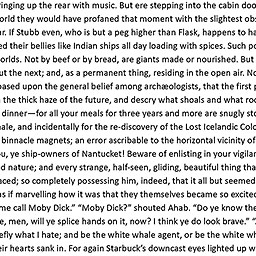 inging up the rear with music. But ere stepping into the cabin doo
orld they would have profaned that moment with the slightest obs
r. If Stubb even, who is but a peg higher than Flask, happens to ha
d their bellies like Indian ships all day loading with spices. Such po
orlds. Not by beef or by bread, are giants made or nourished. But
ut the next; and, as a permanent thing, residing in the open air. No
ased upon the general belief among archæologists, that the first p
the thick haze of the future, and descry what shoals and what roc
dinner—for all your meals for three years and more are snugly sto
ale, and incidentally for the re-discovery of the Lost Icelandic Colo
binnacle magnets; an error ascribable to the horizontal vicinity of
u, ye ship-owners of Nantucket! Beware of enlisting in your vigilan
d nature; and every strange, half-seen, gliding, beautiful thing tha
aced; so completely possessing him, indeed, that it all but seemed
s if marvelling how it was that they themselves became so excited
me call Moby Dick.” “Moby Dick?” shouted Ahab. “Do ye know the
e, men, will ye splice hands on it, now? I think ye do look brave.” “
efly what I hate; and be the white whale agent, or be the white wh
eir hearts sank in. For again Starbuck’s downcast eyes lighted up w